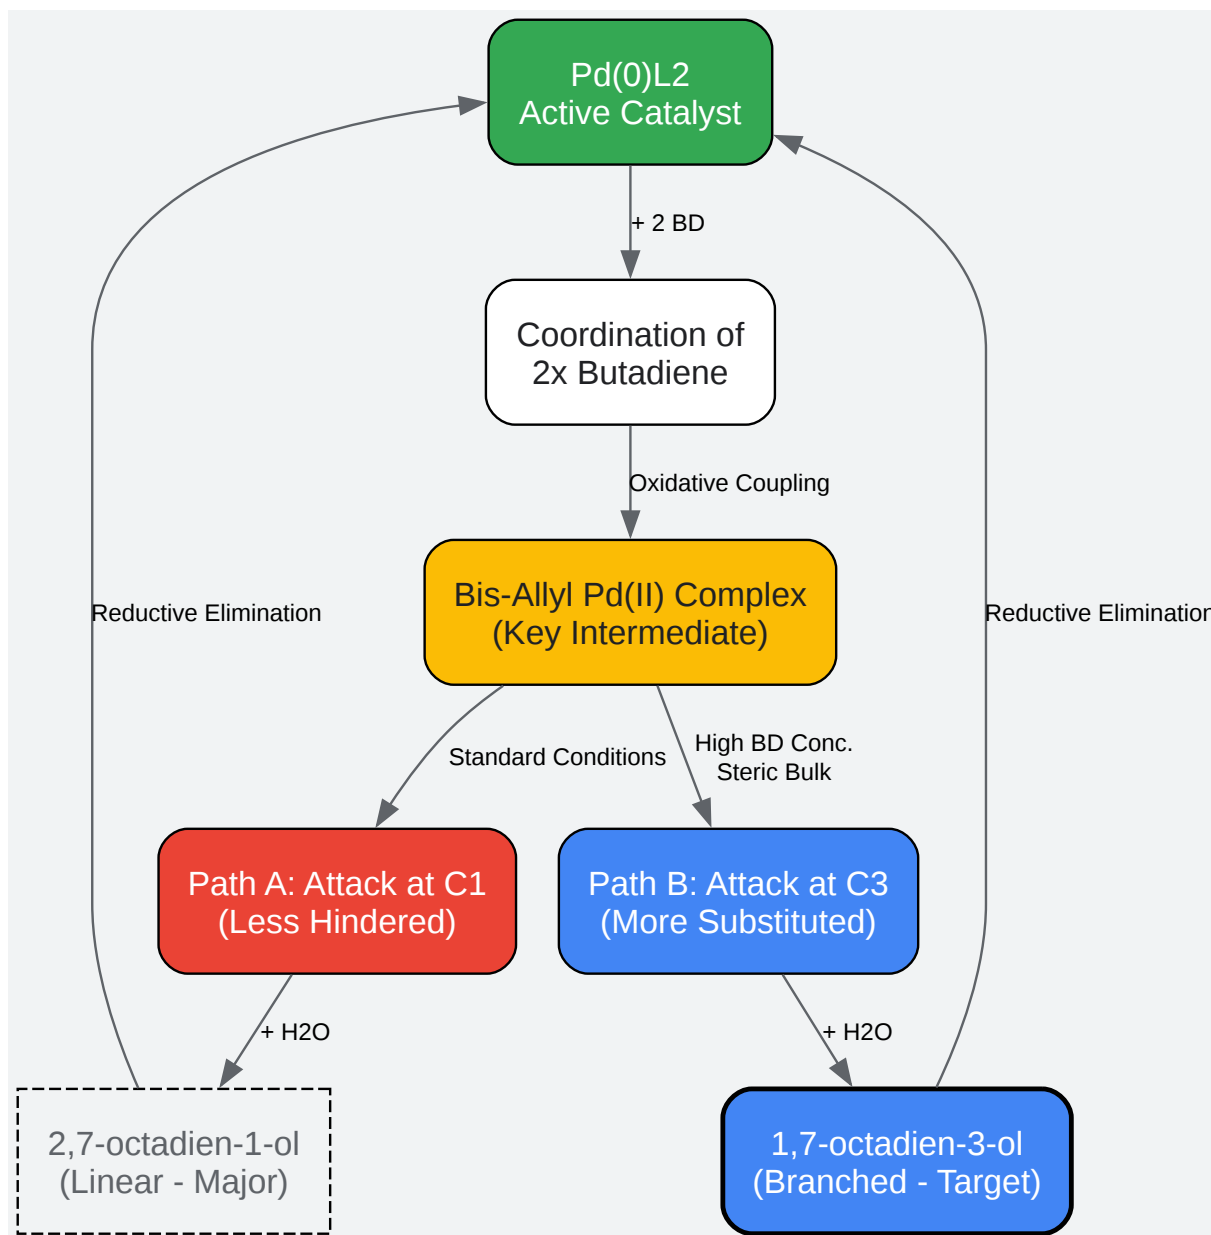 Pd(0)L2
Active Catalyst
+ 2 BD
Coordination of
2x Butadiene
Oxidative Coupling
Bis-Allyl Pd(II) Complex
(Key Intermediate)
Reductive Elimination
Reductive Elimination
Standard Conditions
High BD Conc.
Steric Bulk
Path A: Attack at C1
(Less Hindered)
Path B: Attack at C3
(More Substituted)
+ H2O
+ H2O
2,7-octadien-1-ol
(Linear - Major)
1,7-octadien-3-ol
(Branched - Target)